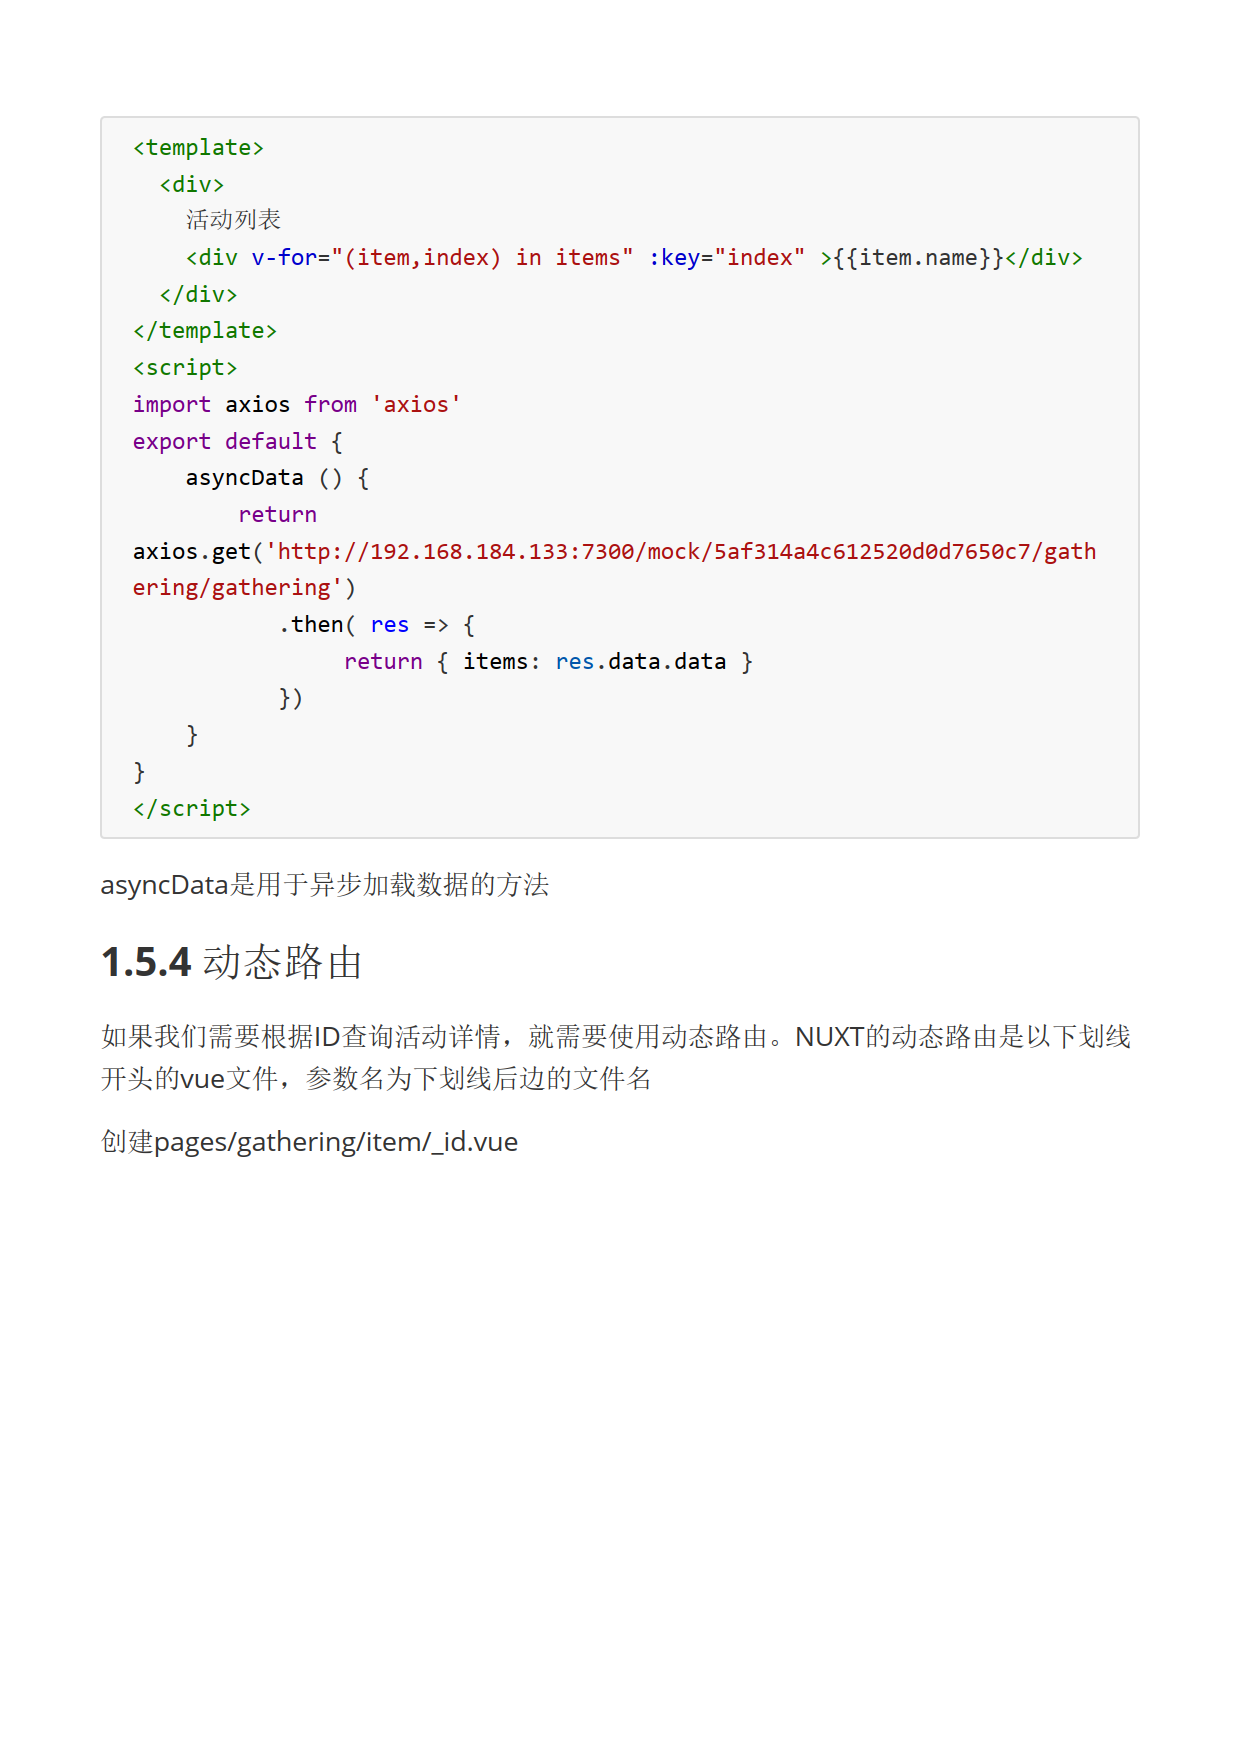 <template>
  <div>
    活动列表
    <div v-for="(item,index) in items" :key="index" >{{item.name}}</div>
  </div>
</template>
<script>
import axios from 'axios'
export default {
    asyncData () {
        return
axios.get('http://192.168.184.133:7300/mock/5af314a4c612520d0d7650c7/gath
ering/gathering')
           .then( res => {
                return { items: res.data.data }
           })
    }
}
</script>
asyncData是用于异步加载数据的方法
1.5.4 动态路由
如果我们需要根据ID查询活动详情，就需要使用动态路由。NUXT的动态路由是以下划线
开头的vue文件，参数名为下划线后边的文件名
创建pages/gathering/item/_id.vue